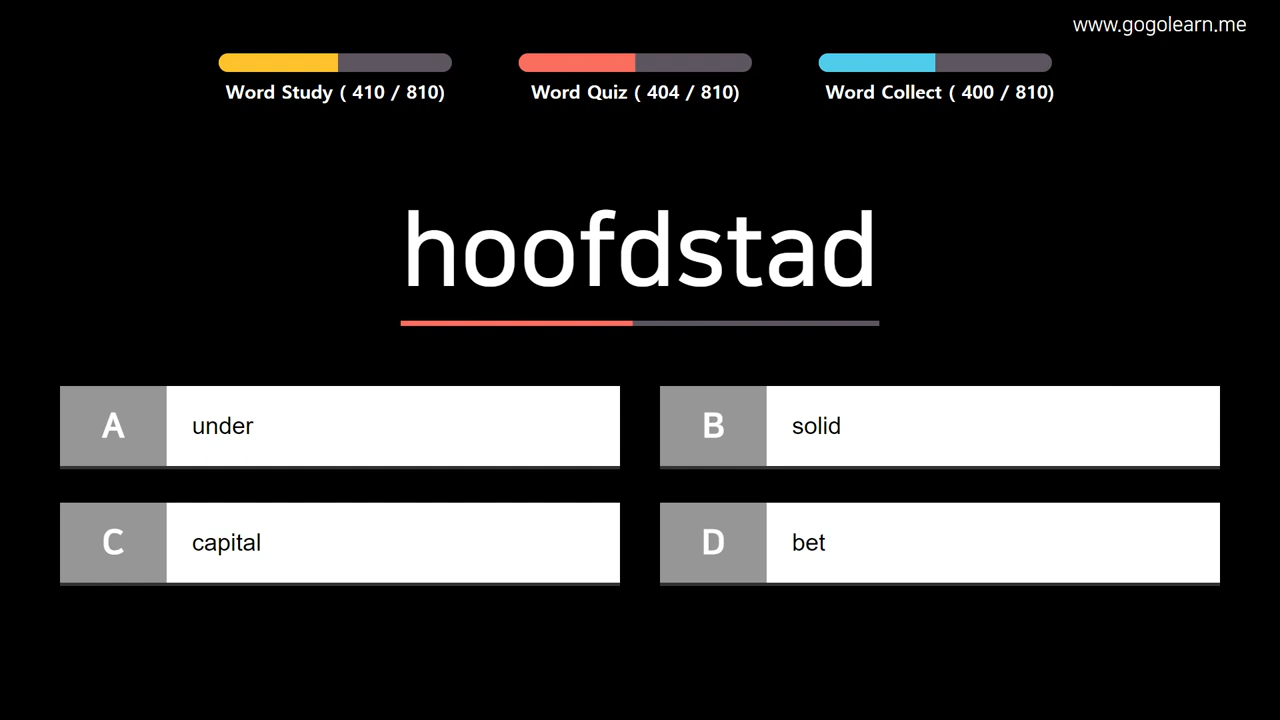 www.gogolearn.me
Word Study ( 410 / 810)
Word Quiz ( 404 / 810)
Word Collect ( 400 / 810)
hoofdstad
A under
B solid
C capital
D bet